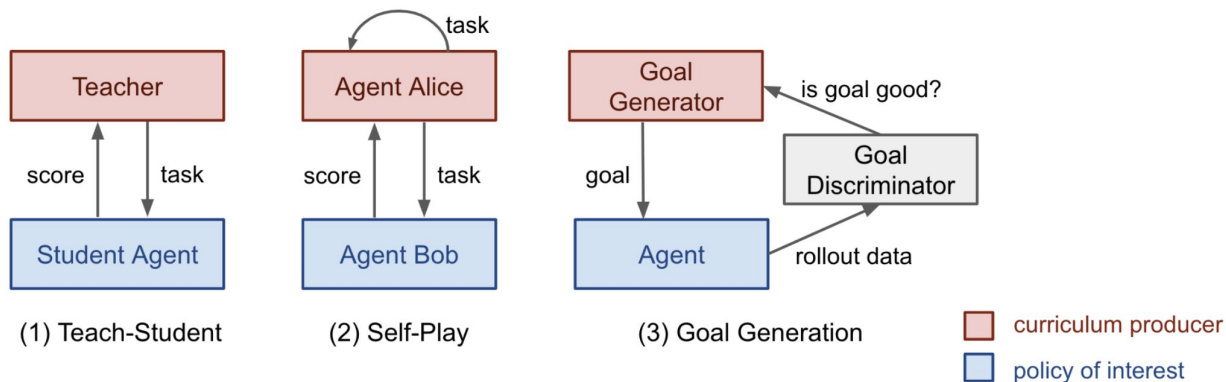 task
Teacher
Agent Alice
Goal
Generator
is goal good?
score
task
score
task
goal
Goal
Discriminator
Student Agent
Agent Bob
Agent
rollout data
(1) Teach-Student
(2) Self-Play
(3) Goal Generation
curriculum producer
policy of interest